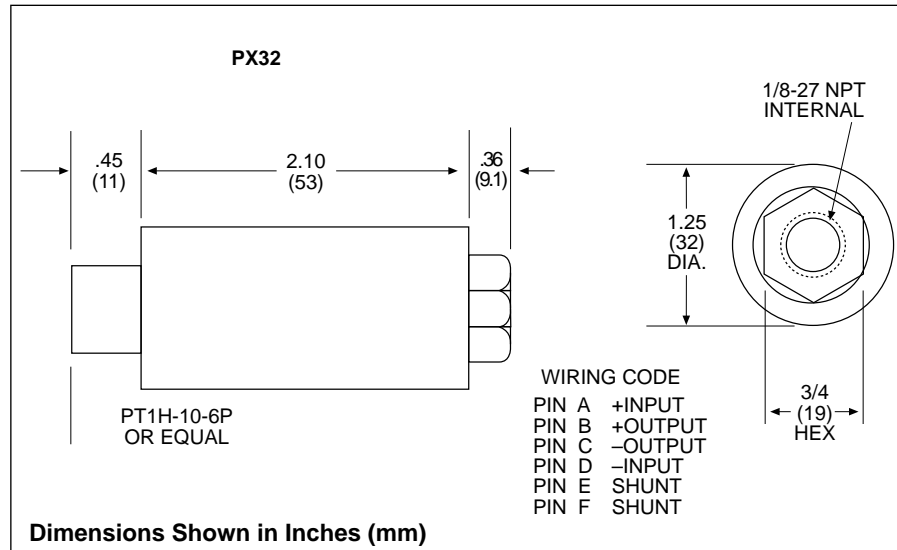 PX32
.45
(11)
2.10
(53)
.36
(9.1)
1/8-27 NPT
INTERNAL
1.25
(32)
DIA.
3/4
(19)
HEX
PT1H-10-6P
OR EQUAL
WIRING CODE
PIN A +INPUT
PIN B +OUTPUT
PIN C –OUTPUT
PIN D –INPUT
PIN E SHUNT
PIN F SHUNT
Dimensions Shown in Inches (mm)